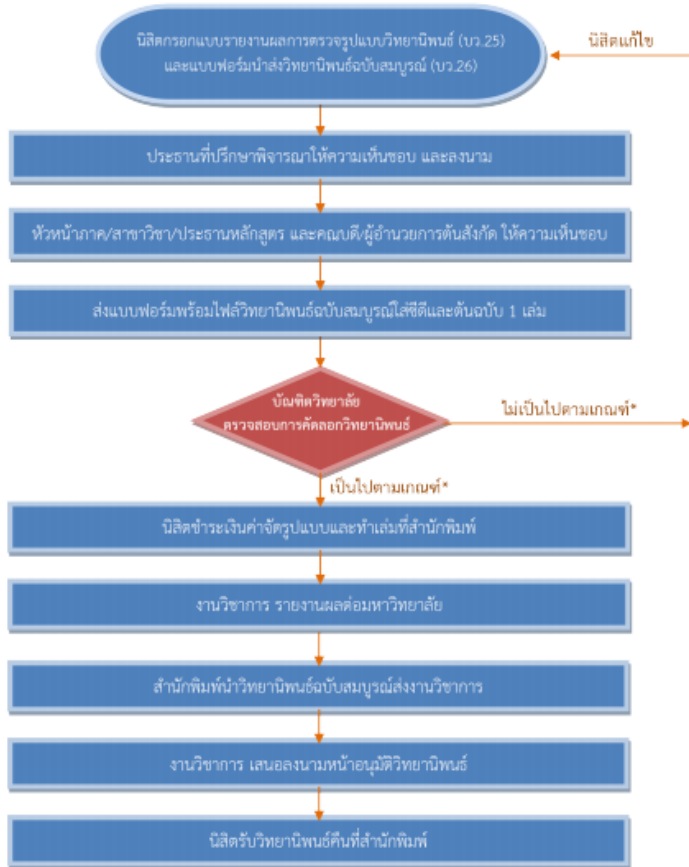 นิสิตกรอกแบบรายงานผลการตรวจรูปแบบวิทยานิพนธ์ (บว.25)
และแบบฟอร์มนำส่งวิทยานิพนธ์ฉบับสมบูรณ์ (บว.26)
นิสิตแก้ไข
ประธานที่ปรึกษาพิจารณาให้ความเห็นชอบ และลงนาม
หัวหน้าภาค/สาขาวิชา/ประธานหลักสูตร และคณบดี/ผู้อำนวยการต้นสังกัด ให้ความเห็นชอบ
ส่งแบบฟอร์มพร้อมไฟล์วิทยานิพนธ์ฉบับสมบูรณ์ใส่ซีดีและต้นฉบับ 1 เล่ม
บัณฑิตวิทยาลัย
ตรวจสอบการคัดลอกวิทยานิพนธ์
ไม่เป็นไปตามเกณฑ์*
เป็นไปตามเกณฑ์*
นิสิตชำระเงินค่าจัดรูปแบบและทำเล่มที่สำนักพิมพ์
งานวิชาการ รายงานผลต่อมหาวิทยาลัย
สำนักพิมพ์นำวิทยานิพนธ์ฉบับสมบูรณ์ส่งงานวิชาการ
งานวิชาการ เสนอลงนามหน้าอนุมัติวิทยานิพนธ์
นิสิตรับวิทยานิพนธ์คืนที่สำนักพิมพ์